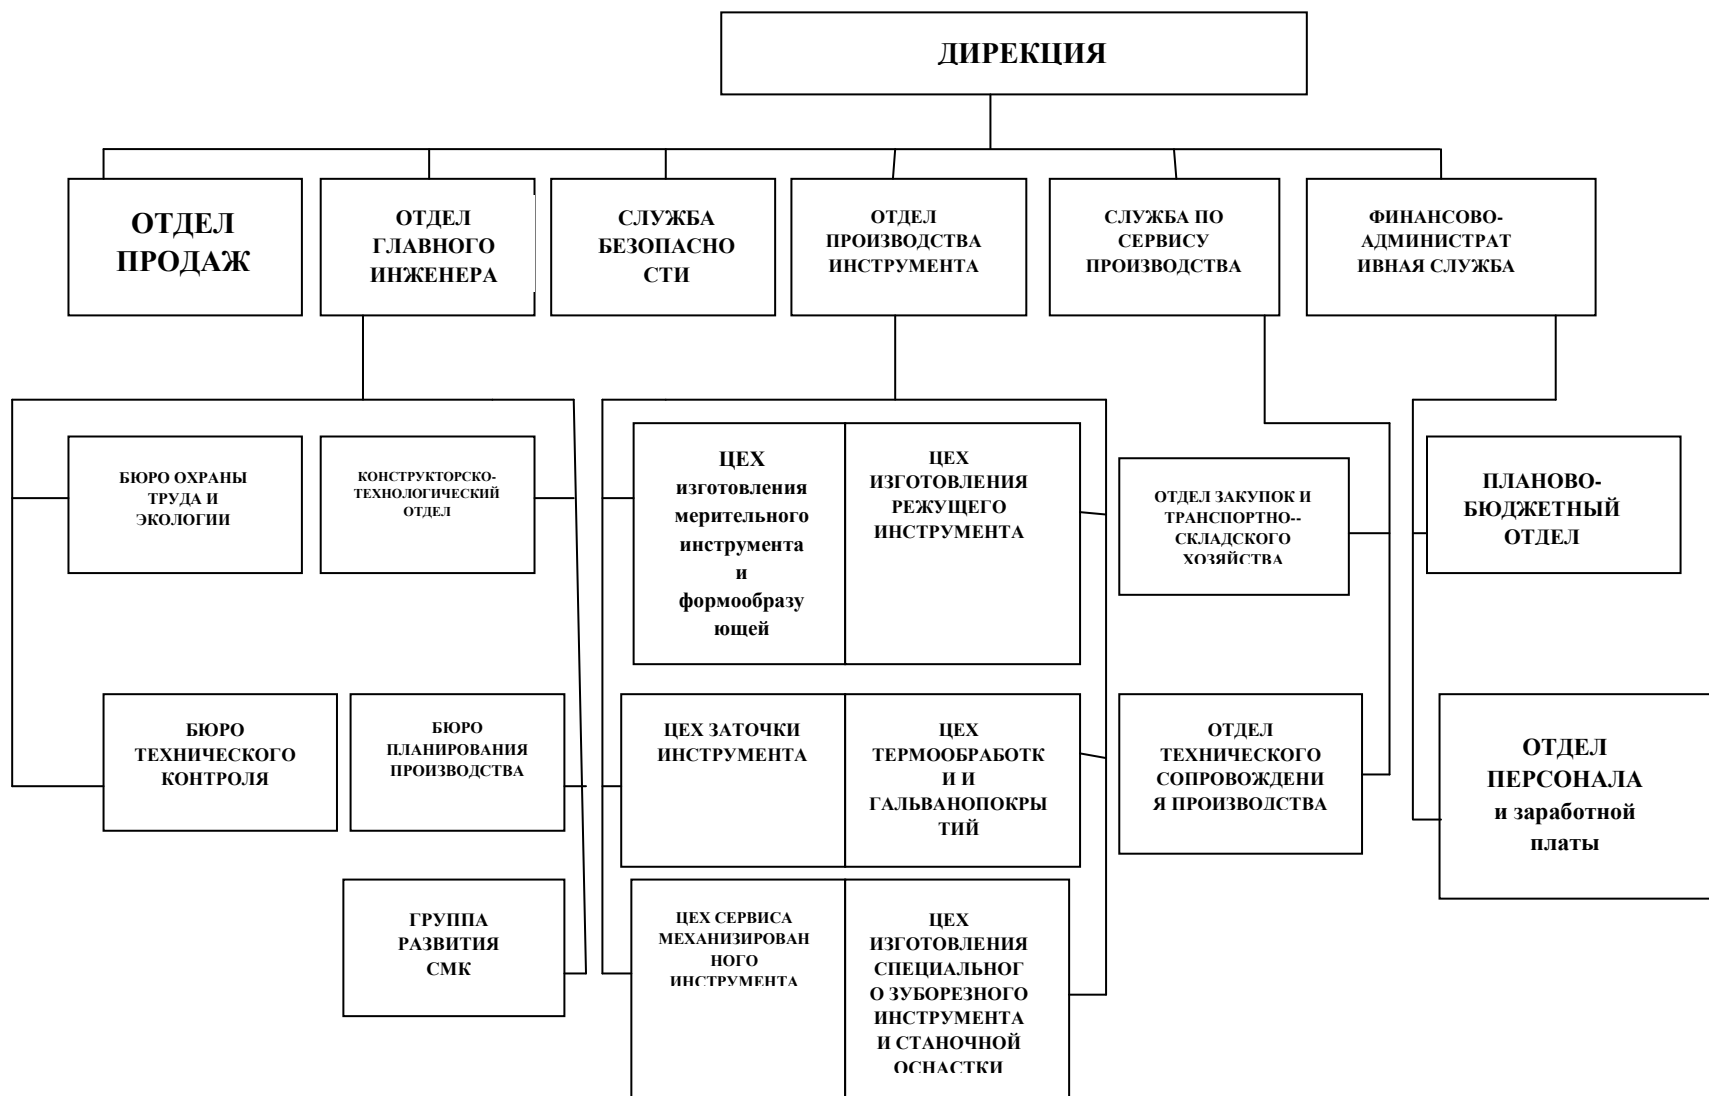 ДИРЕКЦИЯ
ОТДЕЛ
ПРОДАЖ
ОТДЕЛ
ГЛАВНОГО
ИНЖЕНЕРА
СЛУЖБА
БЕЗОПАСНО
СТИ
ОТДЕЛ
ПРОИЗВОДСТВА
ИНСТРУМЕНТА
СЛУЖБА ПО
СЕРВИСУ
ПРОИЗВОДСТВА
ФИНАНСОВО-
АДМИНИСТРАТ
ИВНАЯ СЛУЖБА
БЮРО ОХРАНЫ
ТРУДА И
ЭКОЛОГИИ
КОНСТРУКТОРСКО-
ТЕХНОЛОГИЧЕСКИЙ
ОТДЕЛ
ЦЕХ
изготовления
мерительного
инструмента
и
формообразу
ющей
ЦЕХ
ИЗГОТОВЛЕНИЯ
РЕЖУЩЕГО
ИНСТРУМЕНТА
ОТДЕЛ ЗАКУПОК И
ТРАНСПОРТНО--
СКЛАДСКОГО
ХОЗЯЙСТВА
ПЛАНОВО-
БЮДЖЕТНЫЙ
ОТДЕЛ
БЮРО
ТЕХНИЧЕСКОГО
КОНТРОЛЯ
БЮРО
ПЛАНИРОВАНИЯ
ПРОИЗВОДСТВА
ЦЕХ ЗАТОЧКИ
ИНСТРУМЕНТА
ЦЕХ
ТЕРМООБРАБОТК
И И
ГАЛЬВАНОПОКРЫ
ТИЙ
ОТДЕЛ
ТЕХНИЧЕСКОГО
СОПРОВОЖДЕНИ
Я ПРОИЗВОДСТВА
ОТДЕЛ
ПЕРСОНАЛА
и заработной
платы
ГРУППА
РАЗВИТИЯ
СМК
ЦЕХ СЕРВИСА
МЕХАНИЗИРОВАН
НОГО
ИНСТРУМЕНТА
ЦЕХ
ИЗГОТОВЛЕНИЯ
СПЕЦИАЛЬНОГ
О ЗУБОРЕЗНОГО
ИНСТРУМЕНТА
И СТАНОЧНОЙ
ОСНАСТКИ